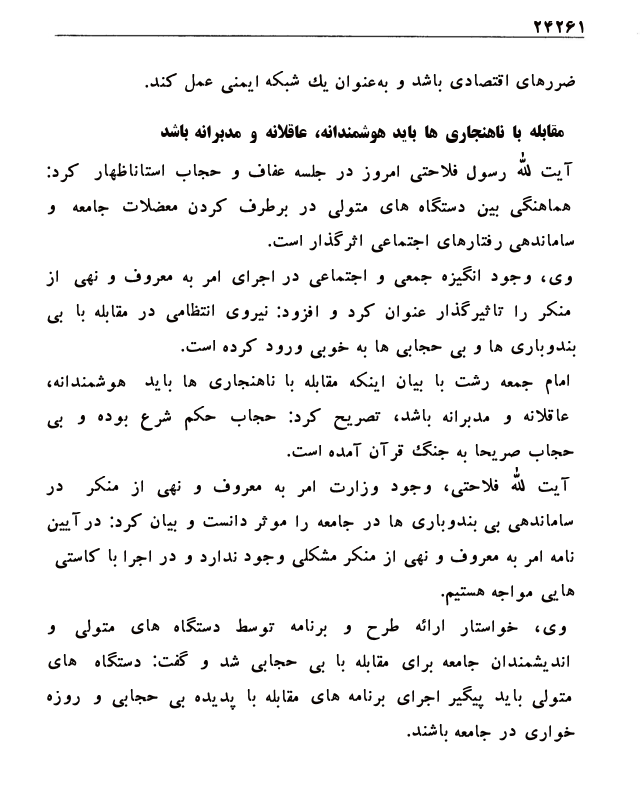 ۲۴۲۶۱
ضررهای اقتصادی باشد و به‌عنوان یك شبکه ایمنی عمل کند.
مقابله با ناهنجاری ها باید هوشمندانه، عاقلانه و مدبرانه باشد
آیت لله رسول فلاحتی امروز در جلسه عفاف و حجاب استاناظهار کرد:
هماهنگی بین دستگاه های متولی در برطرف کردن معضلات جامعه و
ساماندهی رفتارهای اجتماعی اثرگذار است.
وی، وجود انگیزه جمعی و اجتماعی در اجرای امر به معروف و نهی از
منکر را تاثیرگذار عنوان کرد و افزود: نیروی انتظامی در مقابله با بی
بندوباری ها و بی حجابی ها به خوبی ورود کرده است.
امام جمعه رشت با بیان اینکه مقابله با ناهنجاری ها باید هوشمندانه،
عاقلانه و مدبرانه باشد، تصریح کرد: حجاب حکم شرع بوده و بی
حجاب صریحا به جنگ قرآن آمده است.
آیت لله فلاحتی، وجود وزارت امر به معروف و نهی از منکر در
ساماندهی بی بندوباری ها در جامعه را موثر دانست و بیان کرد: در آیین
نامه امر به معروف و نهی از منکر مشکلی وجود ندارد و در اجرا با کاستی
هایی مواجه هستیم.
وی، خواستار ارائه طرح و برنامه توسط دستگاه های متولی و
اندیشمندان جامعه برای مقابله با بی حجابی شد و گفت: دستگاه های
متولی باید پیگیر اجرای برنامه های مقابله با پدیده بی حجابی و روزه
خواری در جامعه باشند.